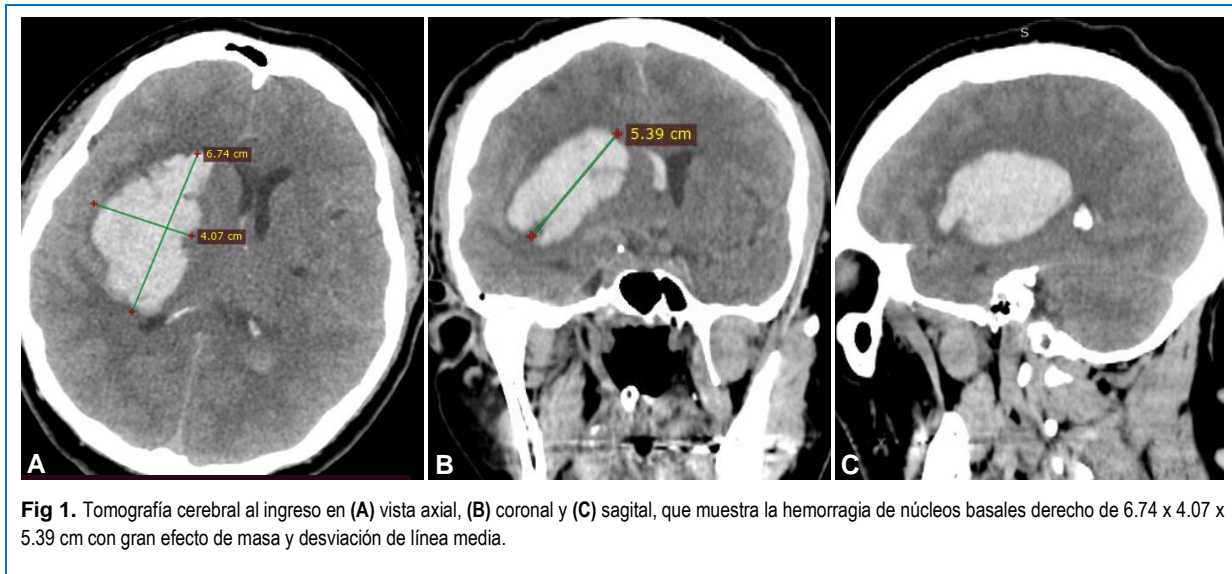 6.74 cm
4.07 cm
A
5.39 cm
B
S
C
Fig 1. Tomografía cerebral al ingreso en (A) vista axial, (B) coronal y (C) sagital, que muestra la hemorragia de núcleos basales derecho de 6.74 x 4.07 x
5.39 cm con gran efecto de masa y desviación de línea media.